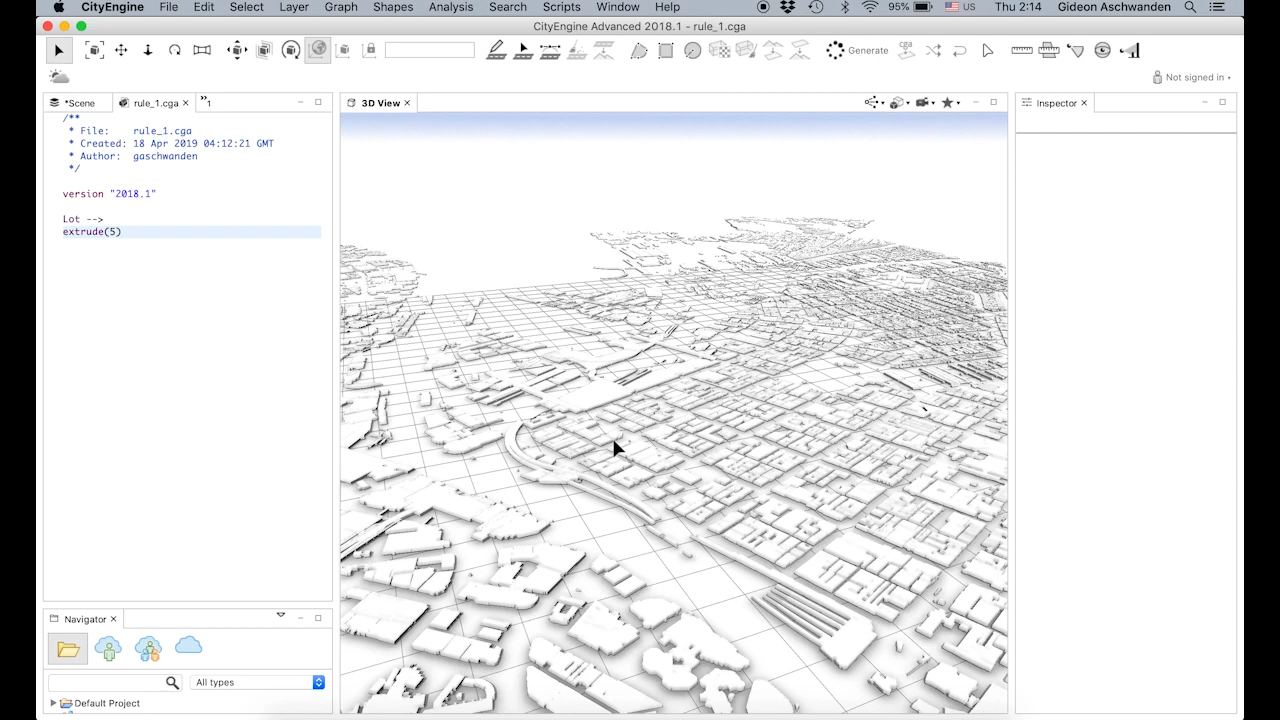 CityEngine File Edit Select Layer Graph Shapes Analysis Search Scripts Window Help 95% US Thu 2:14 Gideon Aschwanden
CityEngine Advanced 2018.1 - rule_1.cga
Generate cga
Not signed in
*Scene rule_1.cga »1 3D View Inspector
/**
* File: rule_1.cga
* Created: 18 Apr 2019 04:12:21 GMT
* Author: gaschwanden
*/
version "2018.1"
Lot -->
extrude(5)
Navigator
All types
Default Project